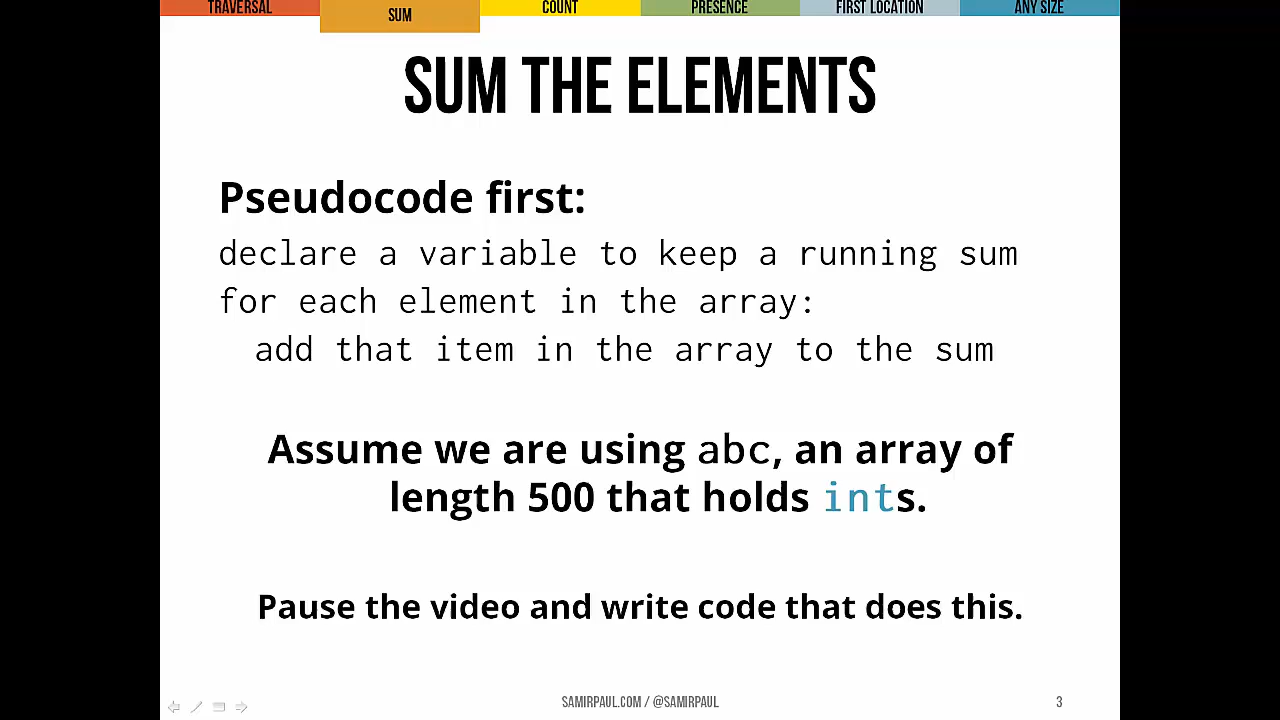 TRAVERSAL SUM COUNT PRESENCE FIRST LOCATION ANY SIZE
SUM THE ELEMENTS
Pseudocode first:
declare a variable to keep a running sum
for each element in the array:
add that item in the array to the sum
Assume we are using abc, an array of
length 500 that holds ints.
Pause the video and write code that does this.
SAMIRPAUL.COM / @SAMIRPAUL 3